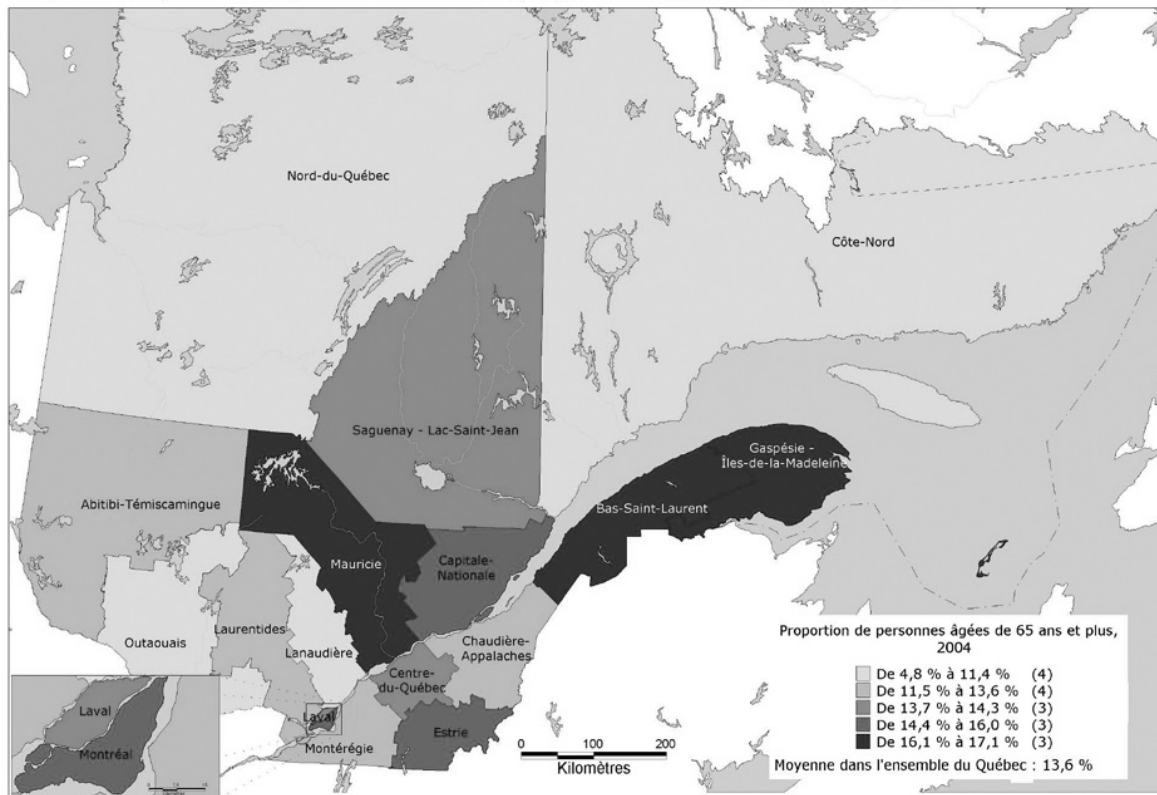 Nord-du-Québec
Côte-Nord
Saguenay - Lac-Saint-Jean
Gaspésie -
Îles-de-la-Madeleine
Abitibi-Témiscamingue
Bas-Saint-Laurent
Mauricie
Capitale-
Nationale
Outaouais
Laurentides
Lanaudière
Chaudière-
Appalaches
Centre-
du-Québec
Laval
Montréal
Laval
Montérégie
Estrie
0 100 200
Kilomètres
Proportion de personnes âgées de 65 ans et plus,
2004
De 4,8 % à 11,4 % (4)
De 11,5 % à 13,6 % (4)
De 13,7 % à 14,3 % (3)
De 14,4 % à 16,0 % (3)
De 16,1 % à 17,1 % (3)
Moyenne dans l'ensemble du Québec : 13,6 %